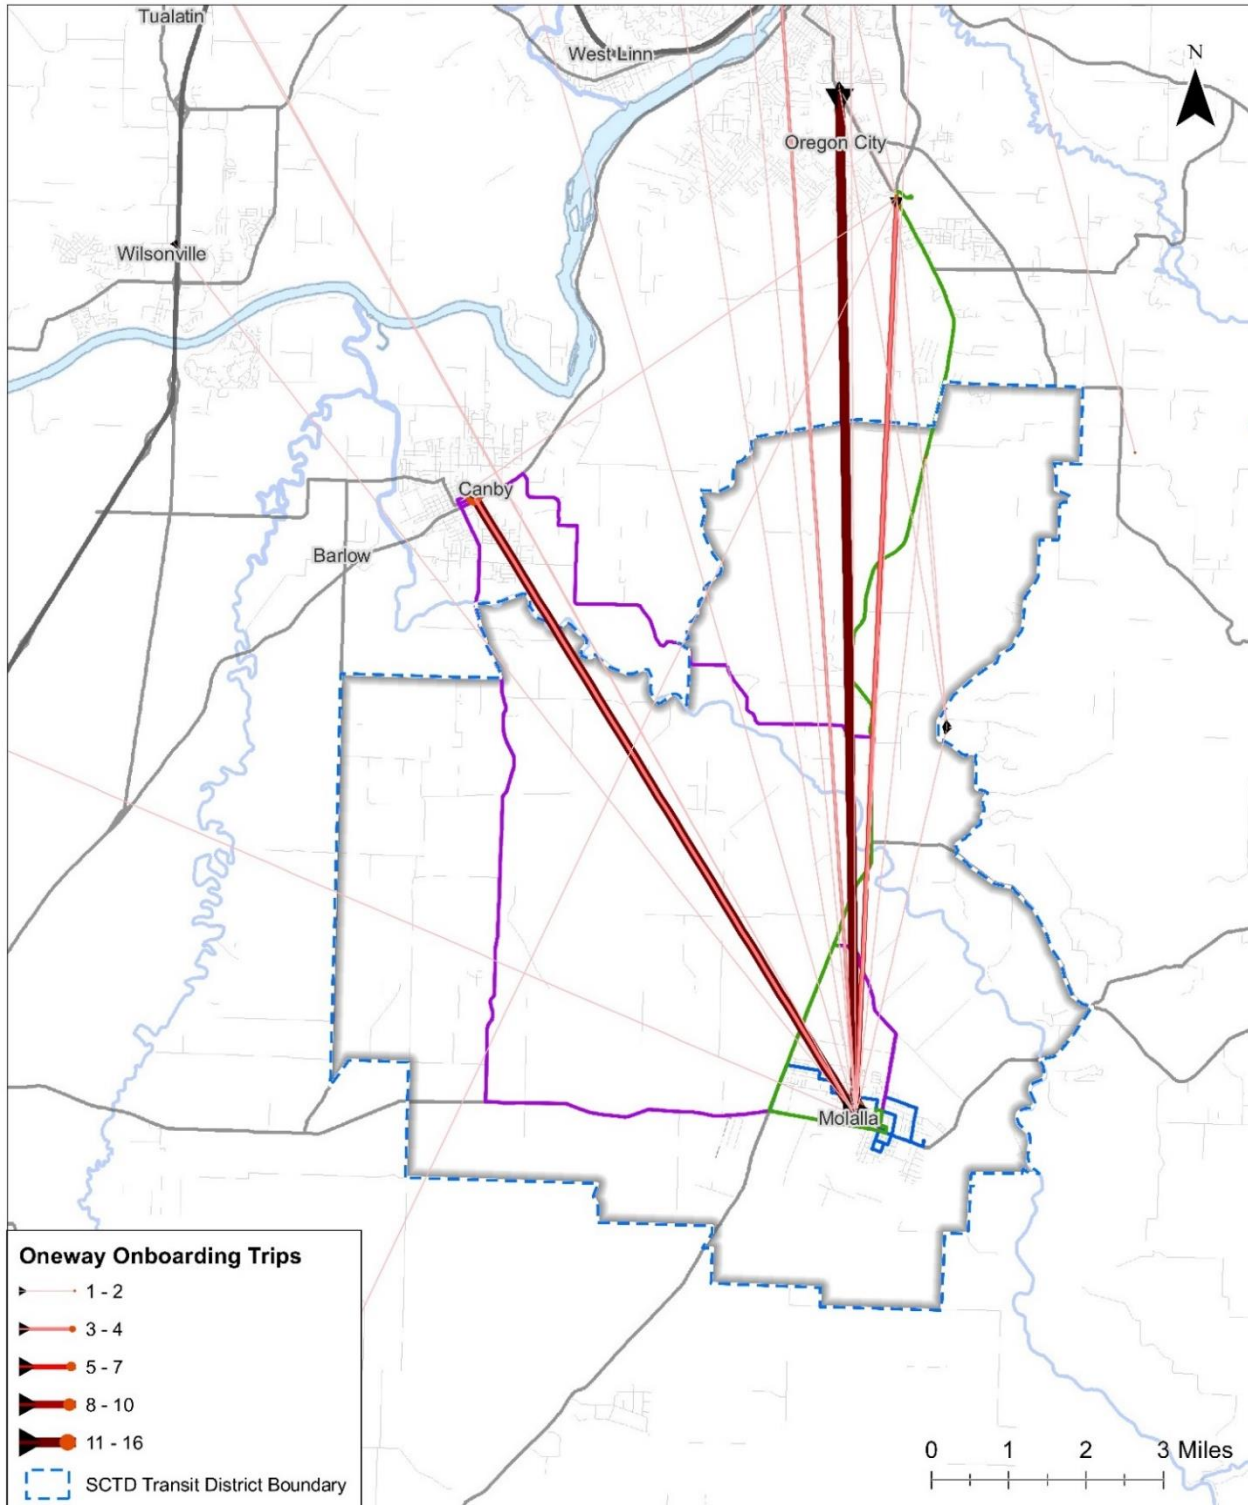 Tualatin
West Linn
N
Oregon City
Wilsonville
Canby
Barlow
Molalla
Oneway Onboarding Trips
1 - 2
3 - 4
5 - 7
8 - 10
11 - 16
SCTD Transit District Boundary
0 1 2 3 Miles